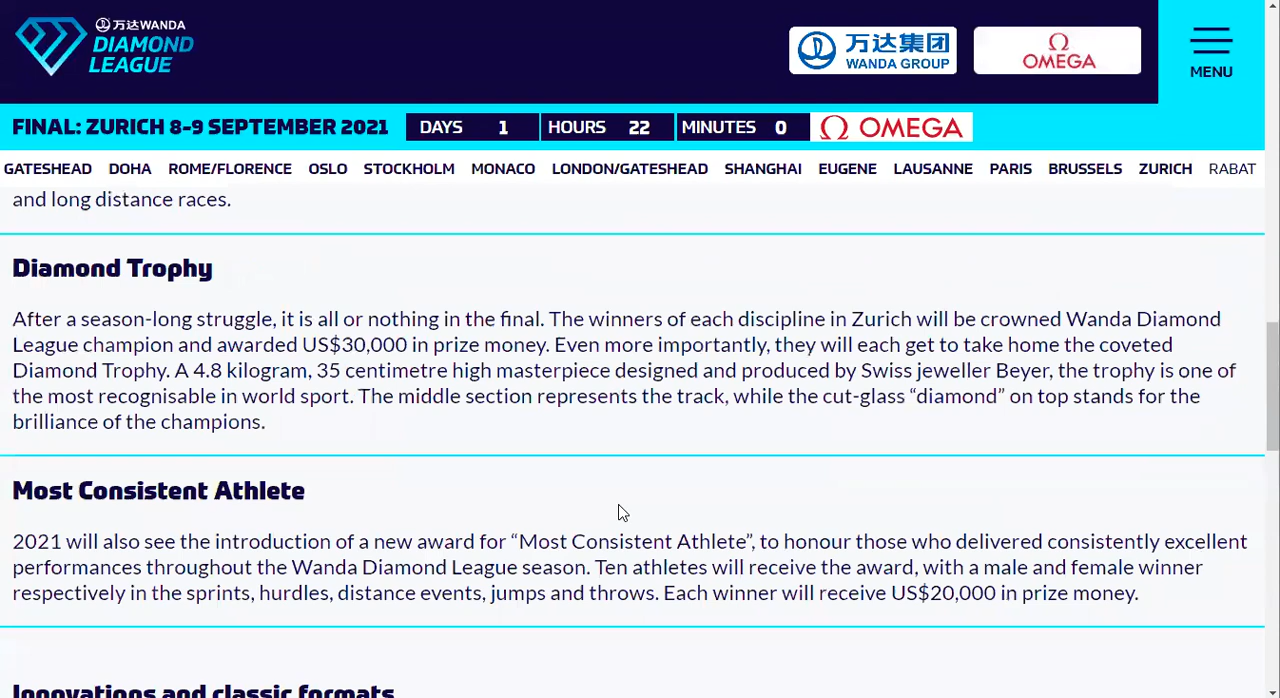 万达WANDA
DIAMOND
LEAGUE
万达集团
WANDA GROUP
Ω
OMEGA
MENU
FINAL: ZURICH 8-9 SEPTEMBER 2021 DAYS 1 HOURS 22 MINUTES 0 Ω OMEGA
GATESHEAD DOHA ROME/FLORENCE OSLO STOCKHOLM MONACO LONDON/GATESHEAD SHANGHAI EUGENE LAUSANNE PARIS BRUSSELS ZURICH RABAT
and long distance races.
Diamond Trophy
After a season-long struggle, it is all or nothing in the final. The winners of each discipline in Zurich will be crowned Wanda Diamond
League champion and awarded US$30,000 in prize money. Even more importantly, they will each get to take home the coveted
Diamond Trophy. A 4.8 kilogram, 35 centimetre high masterpiece designed and produced by Swiss jeweller Beyer, the trophy is one of
the most recognisable in world sport. The middle section represents the track, while the cut-glass “diamond” on top stands for the
brilliance of the champions.
Most Consistent Athlete
2021 will also see the introduction of a new award for “Most Consistent Athlete”, to honour those who delivered consistently excellent
performances throughout the Wanda Diamond League season. Ten athletes will receive the award, with a male and female winner
respectively in the sprints, hurdles, distance events, jumps and throws. Each winner will receive US$20,000 in prize money.
Innovations and classic formats